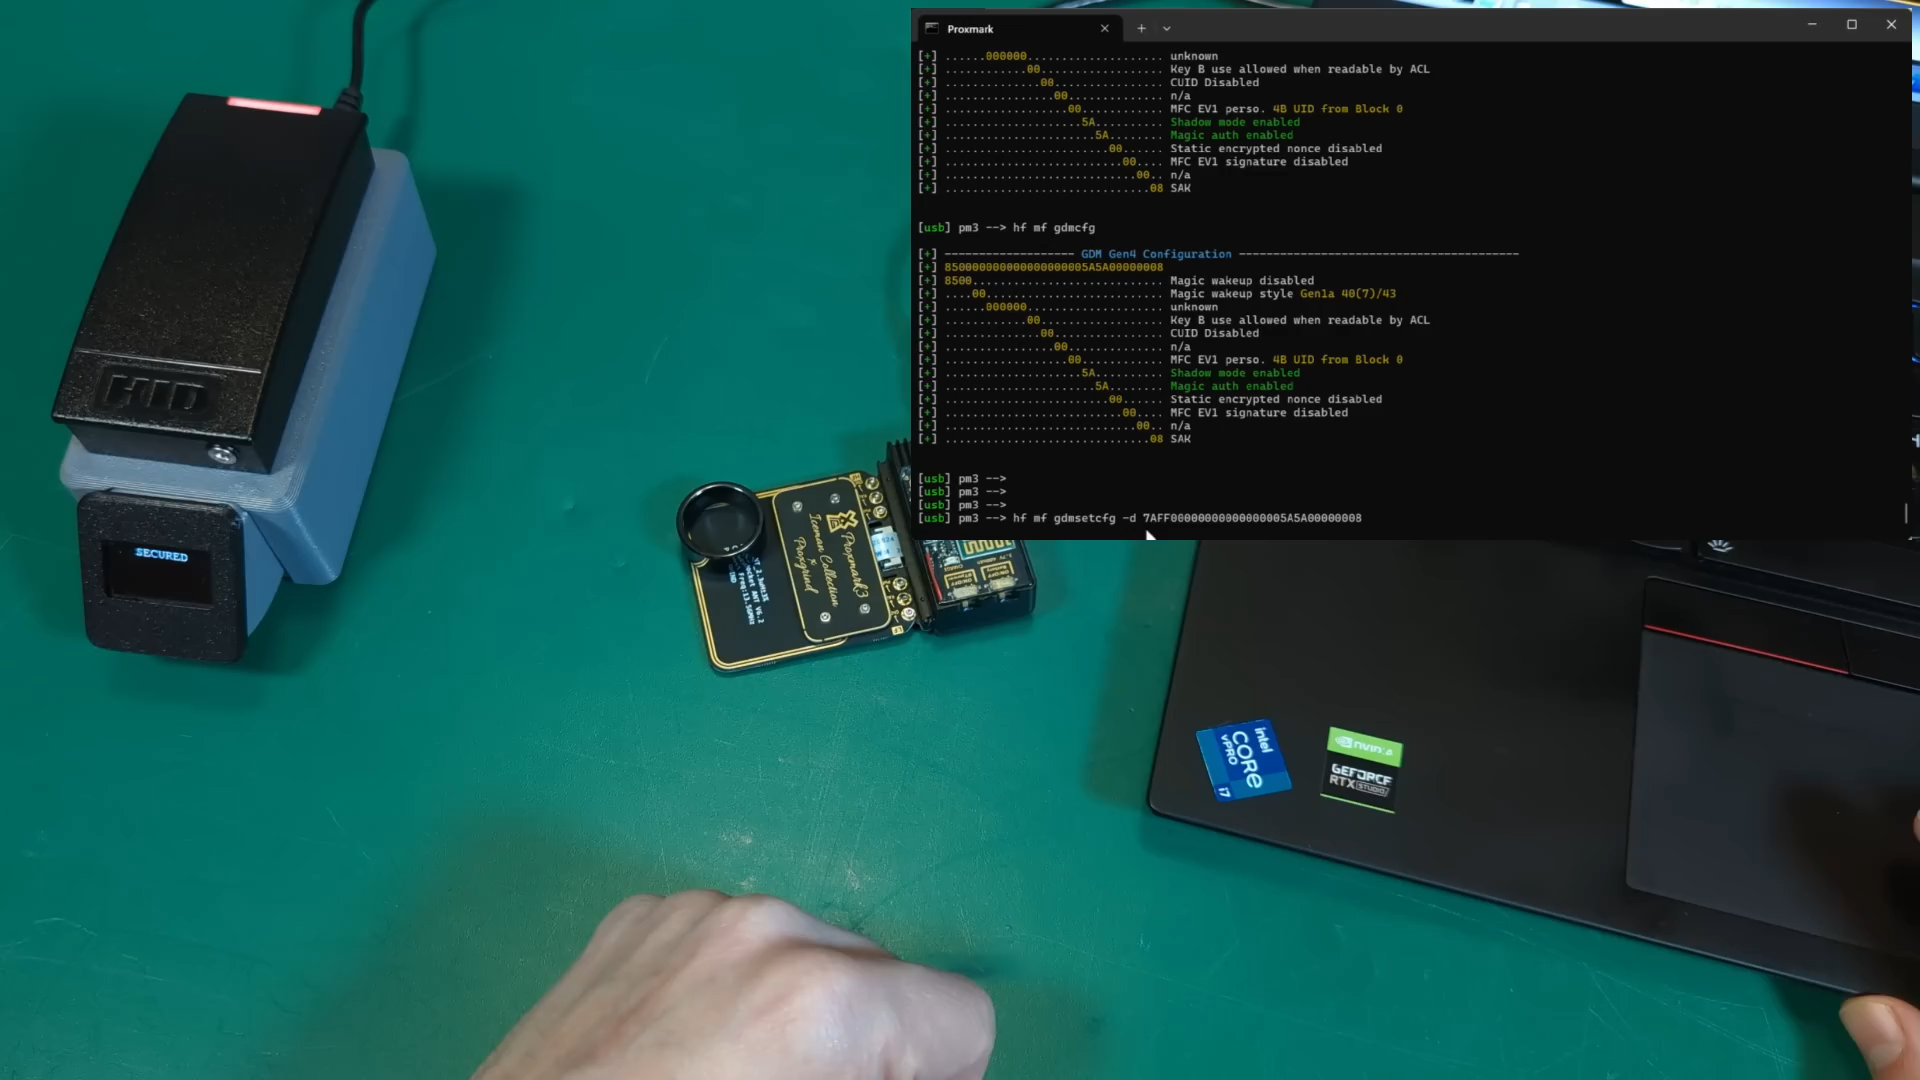 Proxmark
[+] ......000000.................... unknown
[+] ............00.................. Key B use allowed when readable by ACL
[+] ..............00................ CUID Disabled
[+] ................00.............. n/a
[+] ..................00............ MFC EV1 perso. 4B UID from Block 0
[+] ....................5A.......... Shadow mode enabled
[+] ......................5A........ Magic auth enabled
[+] ........................00...... Static encrypted nonce disabled
[+] ..........................00.... MFC EV1 signature disabled
[+] ............................00.. n/a
[+] ..............................08 SAK
[usb] pm3 --> hf mf gdmcfg
[+] ------------------- GDM Gen4 Configuration -----------------------------------------
[+] 850000000000000000005A5A00000008
[+] 8500............................ Magic wakeup disabled
[+] ....00.......................... Magic wakeup style Gen1a 40(7)/43
[+] ......000000.................... unknown
[+] ............00.................. Key B use allowed when readable by ACL
[+] ..............00................ CUID Disabled
[+] ................00.............. n/a
[+] ..................00............ MFC EV1 perso. 4B UID from Block 0
[+] ....................5A.......... Shadow mode enabled
[+] ......................5A........ Magic auth enabled
[+] ........................00...... Static encrypted nonce disabled
[+] ..........................00.... MFC EV1 signature disabled
[+] ............................00.. n/a
[+] ..............................08 SAK
[usb] pm3 -->
[usb] pm3 -->
[usb] pm3 -->
[usb] pm3 --> hf mf gdmsetcfg -d 7AFF00000000000000005A5A00000008
HID
SECURED
Proxmark3
x
Iceman Collection
Proxgrind
intel
CORE
vPRO
i7
NVIDIA
GEFORCE
RTX STUDIO